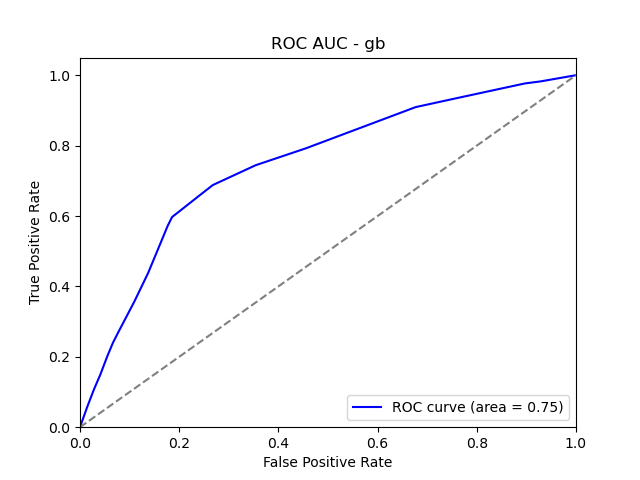 ROC AUC - gb
True Positive Rate
1.0
0.8
0.6
0.4
0.2
0.0
ROC curve (area = 0.75)
0.0 0.2 0.4 0.6 0.8 1.0
False Positive Rate